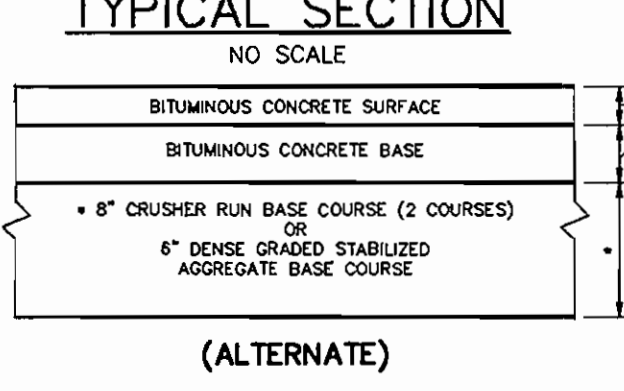 TYPICAL SECTION
NO SCALE
BITUMINOUS CONCRETE SURFACE
BITUMINOUS CONCRETE BASE
* 8" CRUSHER RUN BASE COURSE (2 COURSES)
OR
6" DENSE GRADED STABILIZED
AGGREGATE BASE COURSE
*
(ALTERNATE)